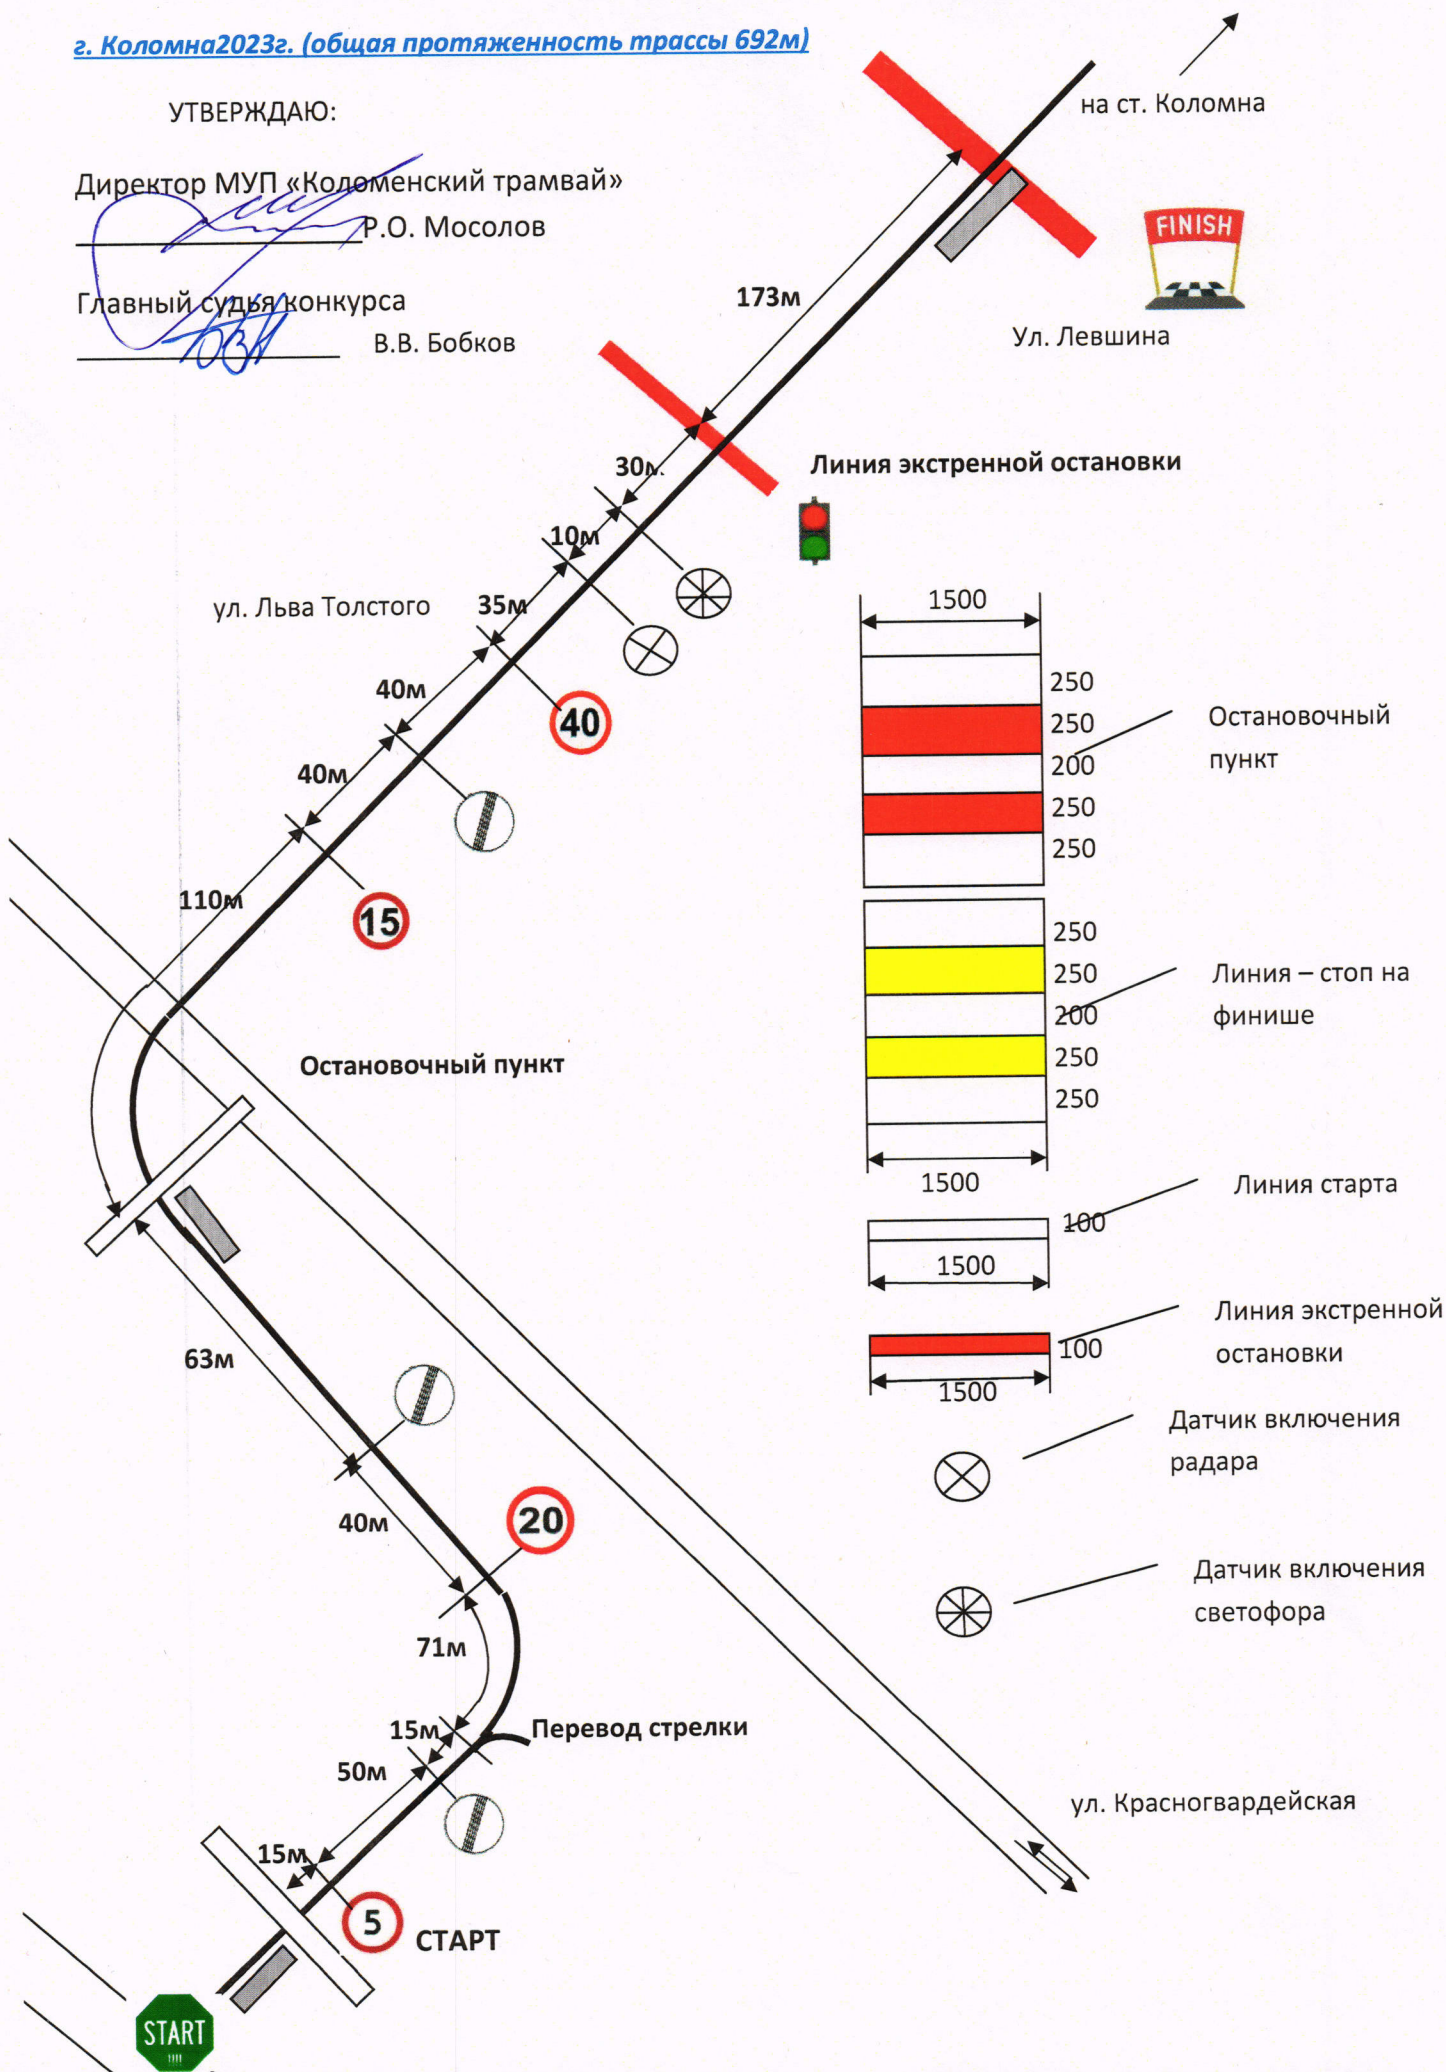 г. Коломна2023г. (общая протяженность трассы 692м)
УТВЕРЖДАЮ:
Директор МУП «Коломенский трамвай»
Р.О. Мосолов
Главный судья конкурса
В.В. Бобков
на ст. Коломна
FINISH
173м
Ул. Левшина
Линия экстренной остановки
30м
10м
ул. Льва Толстого
35м
40м
40
40м
110м
15
Остановочный пункт
1500
250
250
200
250
250
Остановочный
пункт
250
250
200
250
250
1500
Линия – стоп на
финише
Линия старта
100
1500
Линия экстренной
остановки
100
1500
Датчик включения
радара
Датчик включения
светофора
63м
40м
20
71м
15м
Перевод стрелки
50м
ул. Красногвардейская
15м
5
СТАРТ
START
!!!!